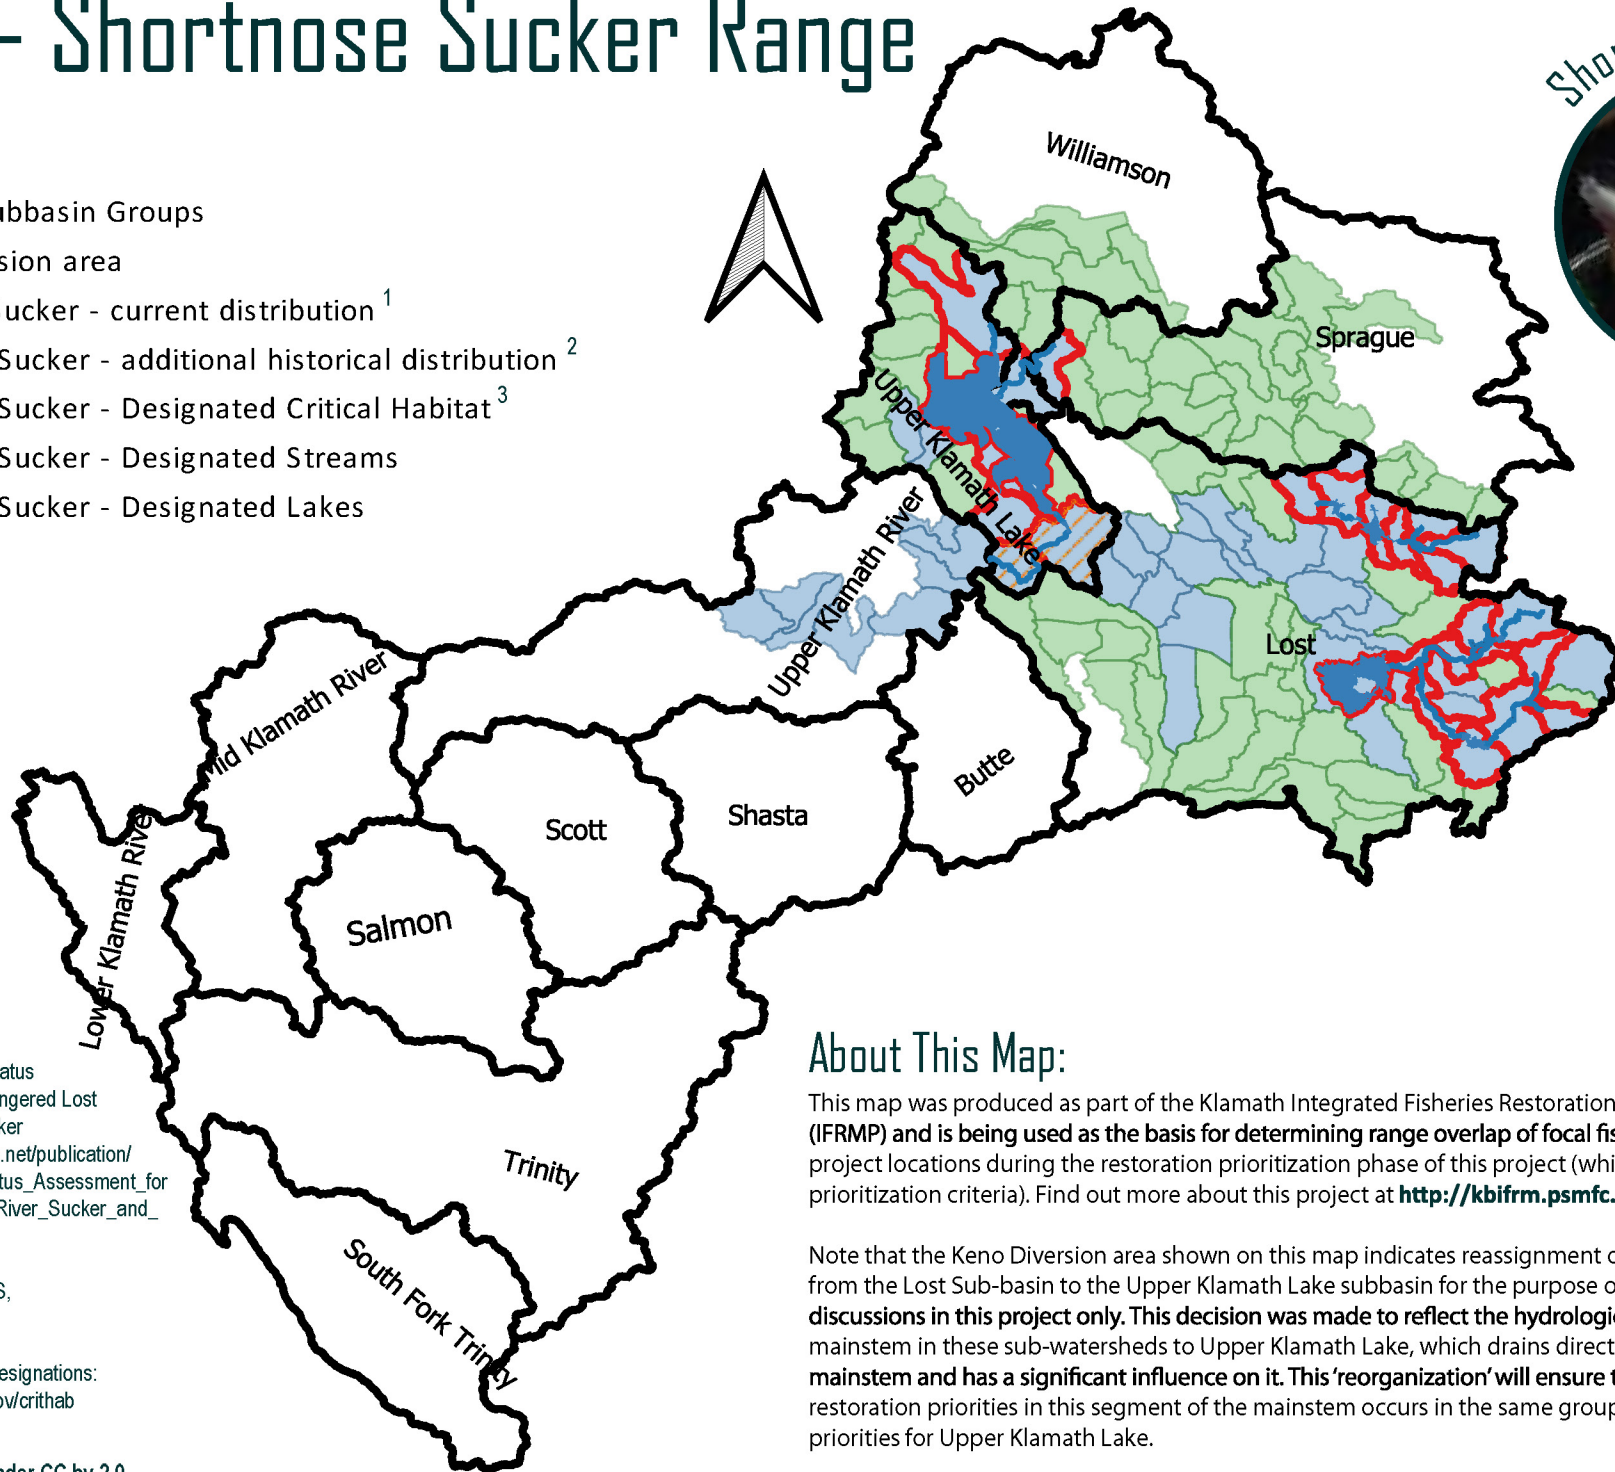 - Shortnose Sucker Range
Sho
ubbasin Groups
sion area
Sucker - current distribution 1
Sucker - additional historical distribution 2
Sucker - Designated Critical Habitat 3
Sucker - Designated Streams
Sucker - Designated Lakes
Williamson
Sprague
Upper Klamath Lake
Upper Klamath River
Lost
Mid Klamath River
Butte
Shasta
Scott
Salmon
Lower Klamath River
Trinity
South Fork Trinity
atus
ngered Lost
ker
.net/publication/
tus_Assessment_for
River_Sucker_and_
S,
esignations:
ov/crithab
nder CC by 2.0
About This Map:
This map was produced as part of the Klamath Integrated Fisheries Restoration
(IFRMP) and is being used as the basis for determining range overlap of focal fis
project locations during the restoration prioritization phase of this project (whi
prioritization criteria). Find out more about this project at http://kbifrm.psmfc.
Note that the Keno Diversion area shown on this map indicates reassignment o
from the Lost Sub-basin to the Upper Klamath Lake subbasin for the purpose o
discussions in this project only. This decision was made to reflect the hydrologi
mainstem in these sub-watersheds to Upper Klamath Lake, which drains direct
mainstem and has a significant influence on it. This 'reorganization' will ensure t
restoration priorities in this segment of the mainstem occurs in the same group
priorities for Upper Klamath Lake.